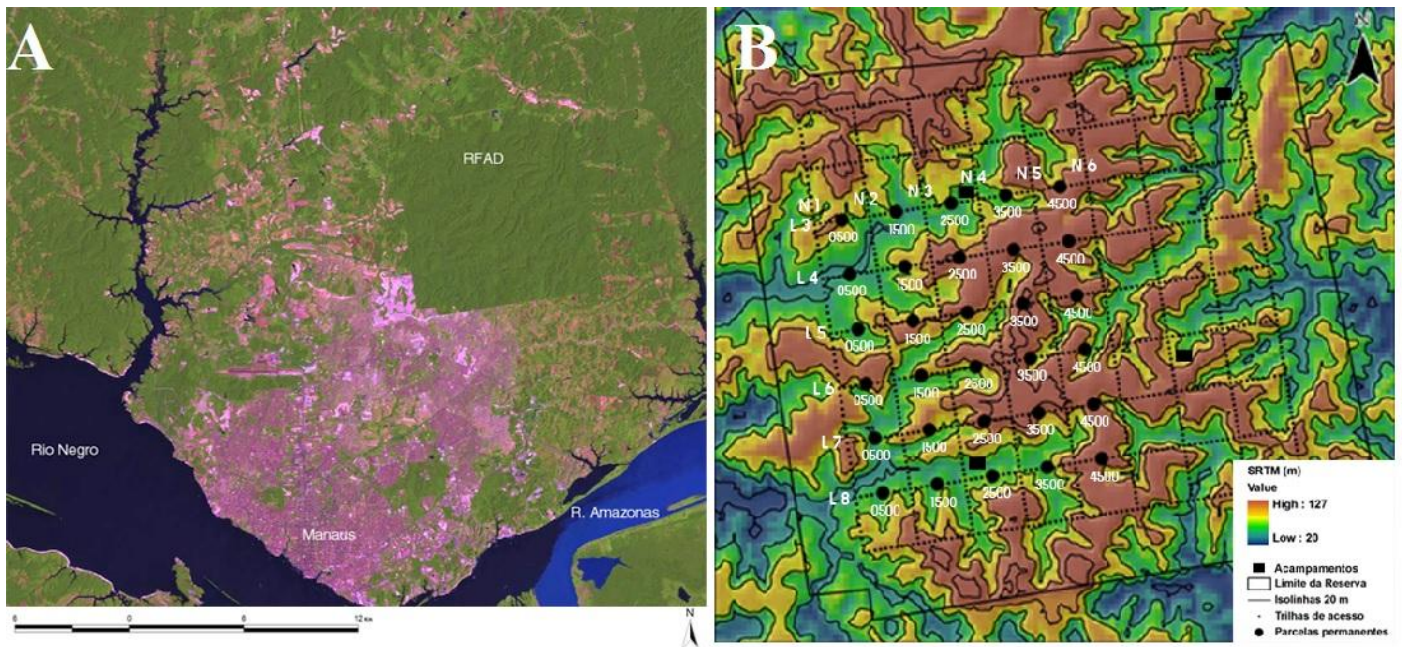 A
RFAD
Rio Negro
R. Amazonas
Manaus
6 0 6 12 Km
N
B
N
N 1 N 2 N 3 N 4 N 5 N 6
L 3 0500 1500 2500 3500 4500
L 4 0500 1500 2500 3500 4500
L 5 0500 1500 2500 3500 4500
L 6 0500 1500 2500 3500 4500
L 7 0500 1500 2500 3500 4500
L 8 0500 1500 2500 3500 4500
SRTM (m)
Value
High : 127
Low : 20
Acampamentos
Limite da Reserva
Isolinhas 20 m
Trilhas de acesso
Parcelas permanentes